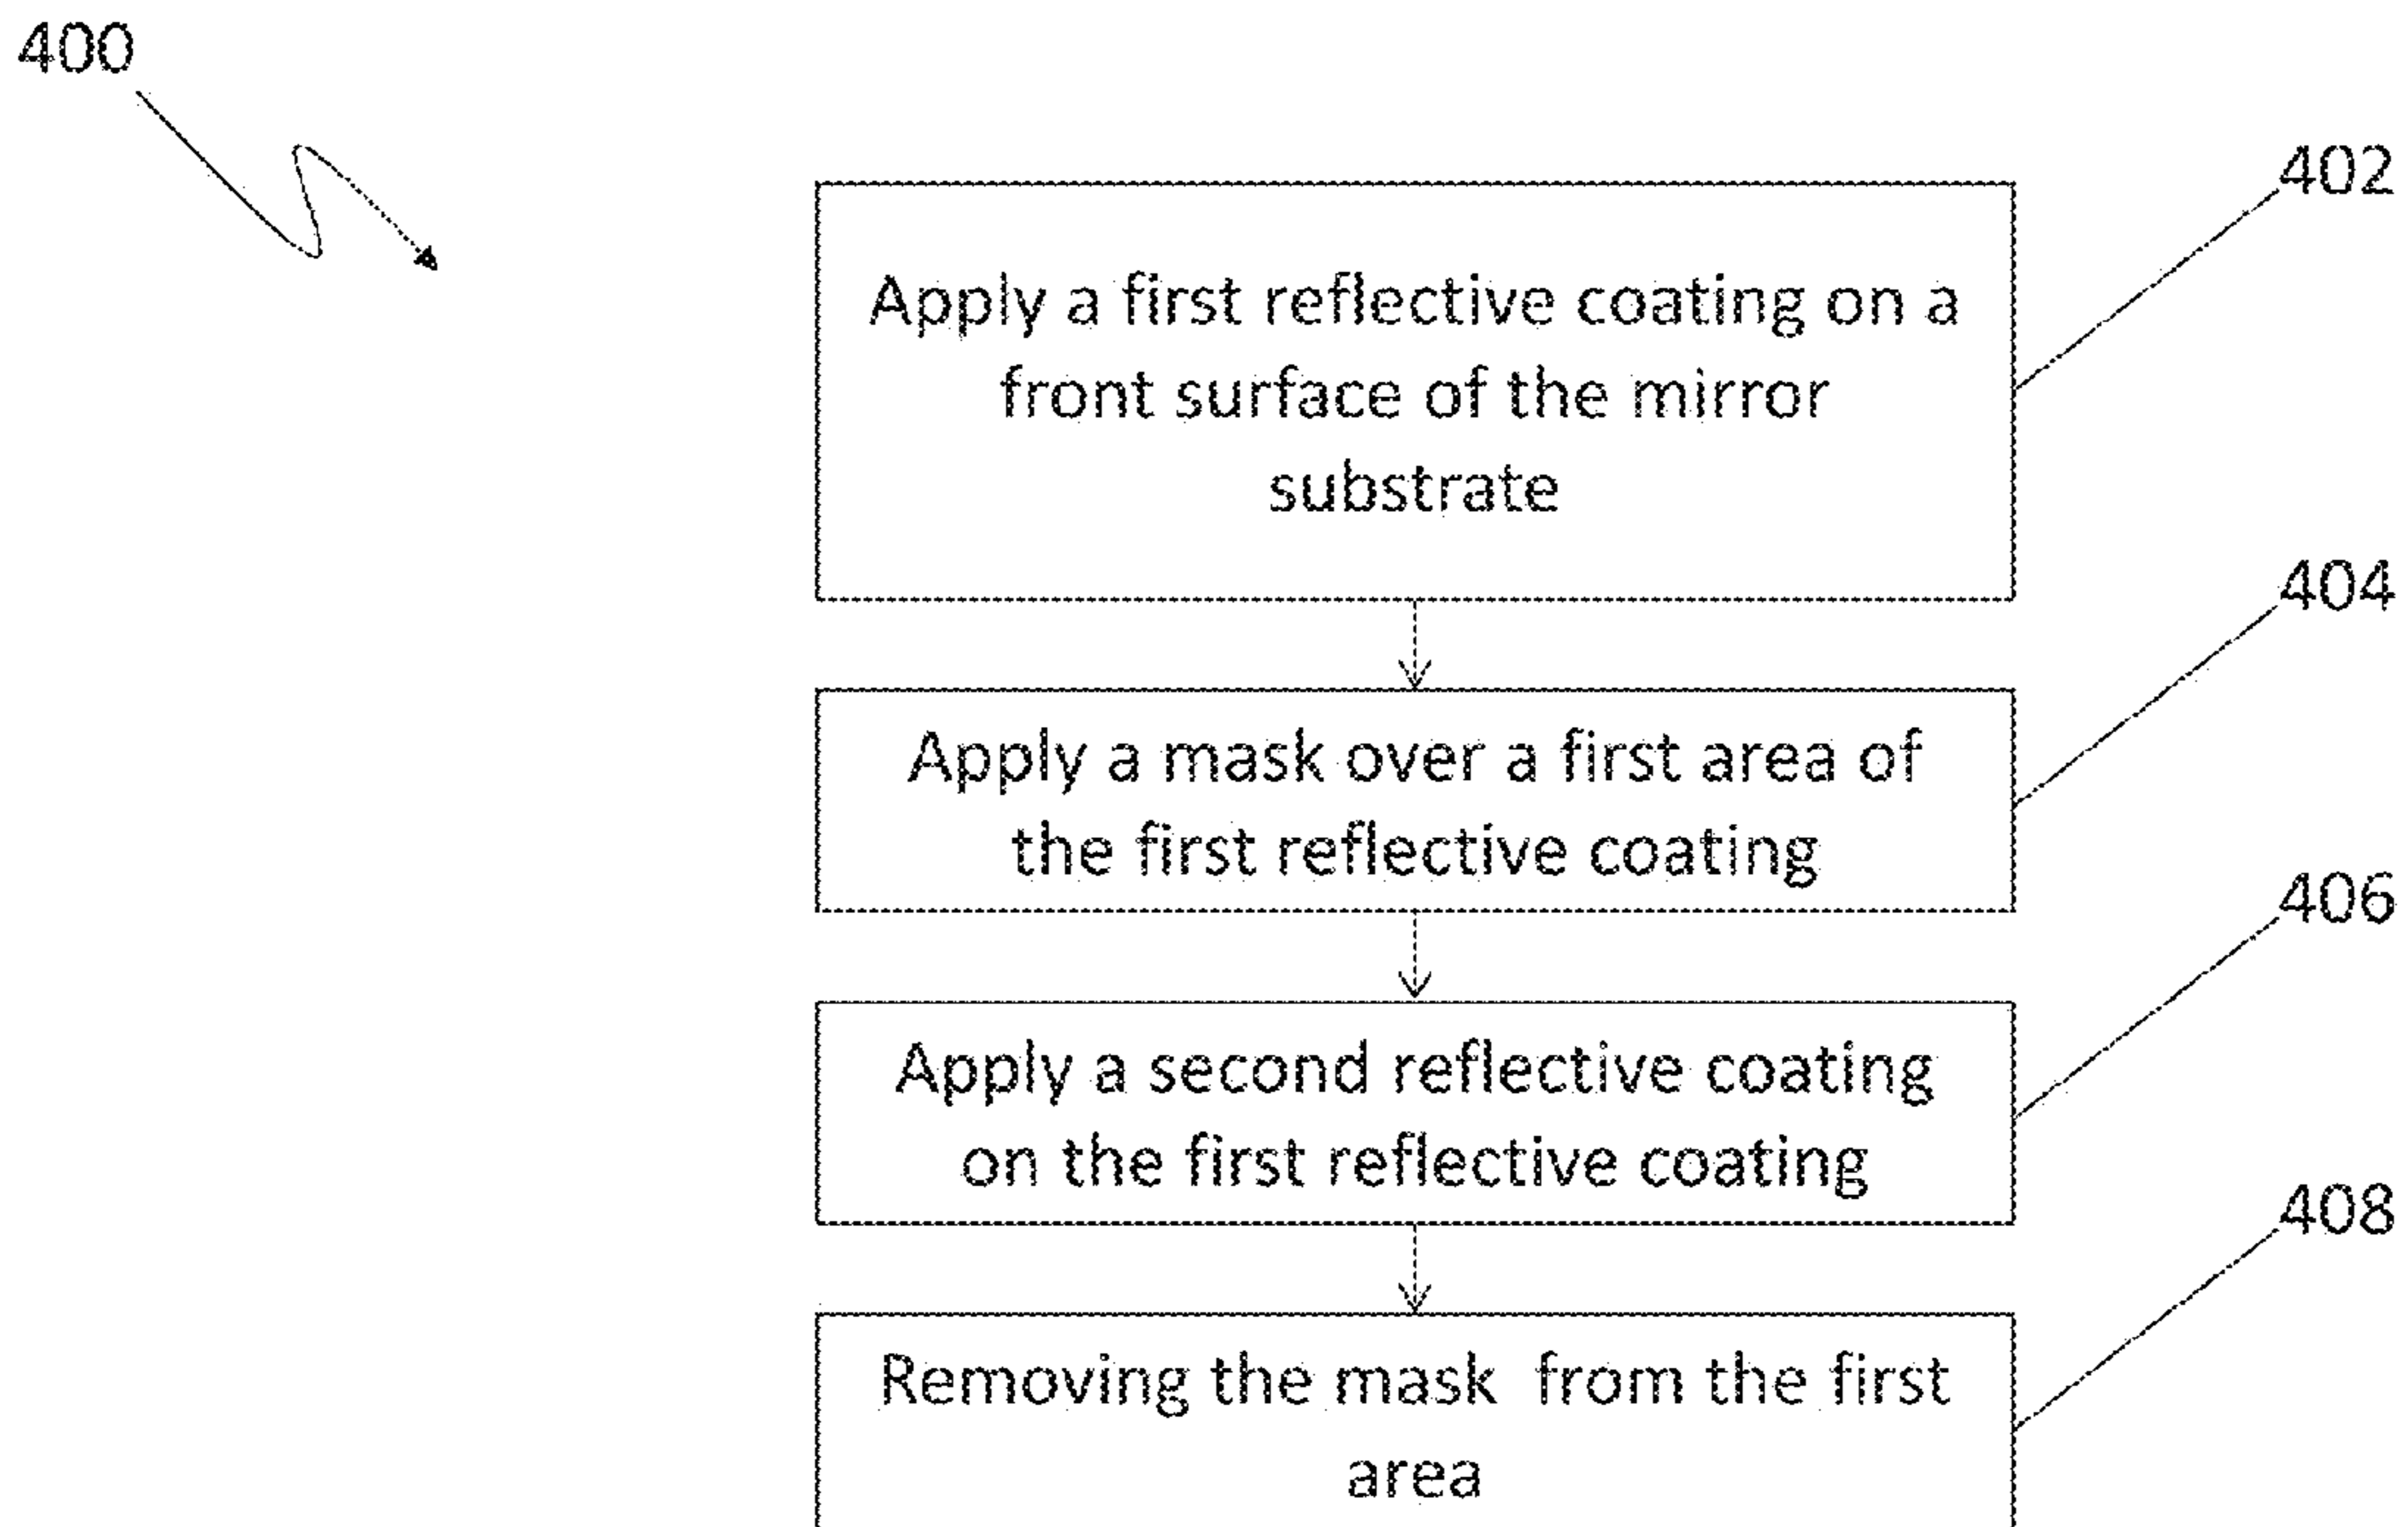 400
402
Apply a first reflective coating on a
front surface of the mirror
substrate
404
Apply a mask over a first area of
the first reflective coating
406
Apply a second reflective coating
on the first reflective coating
408
Removing the mask from the first
area